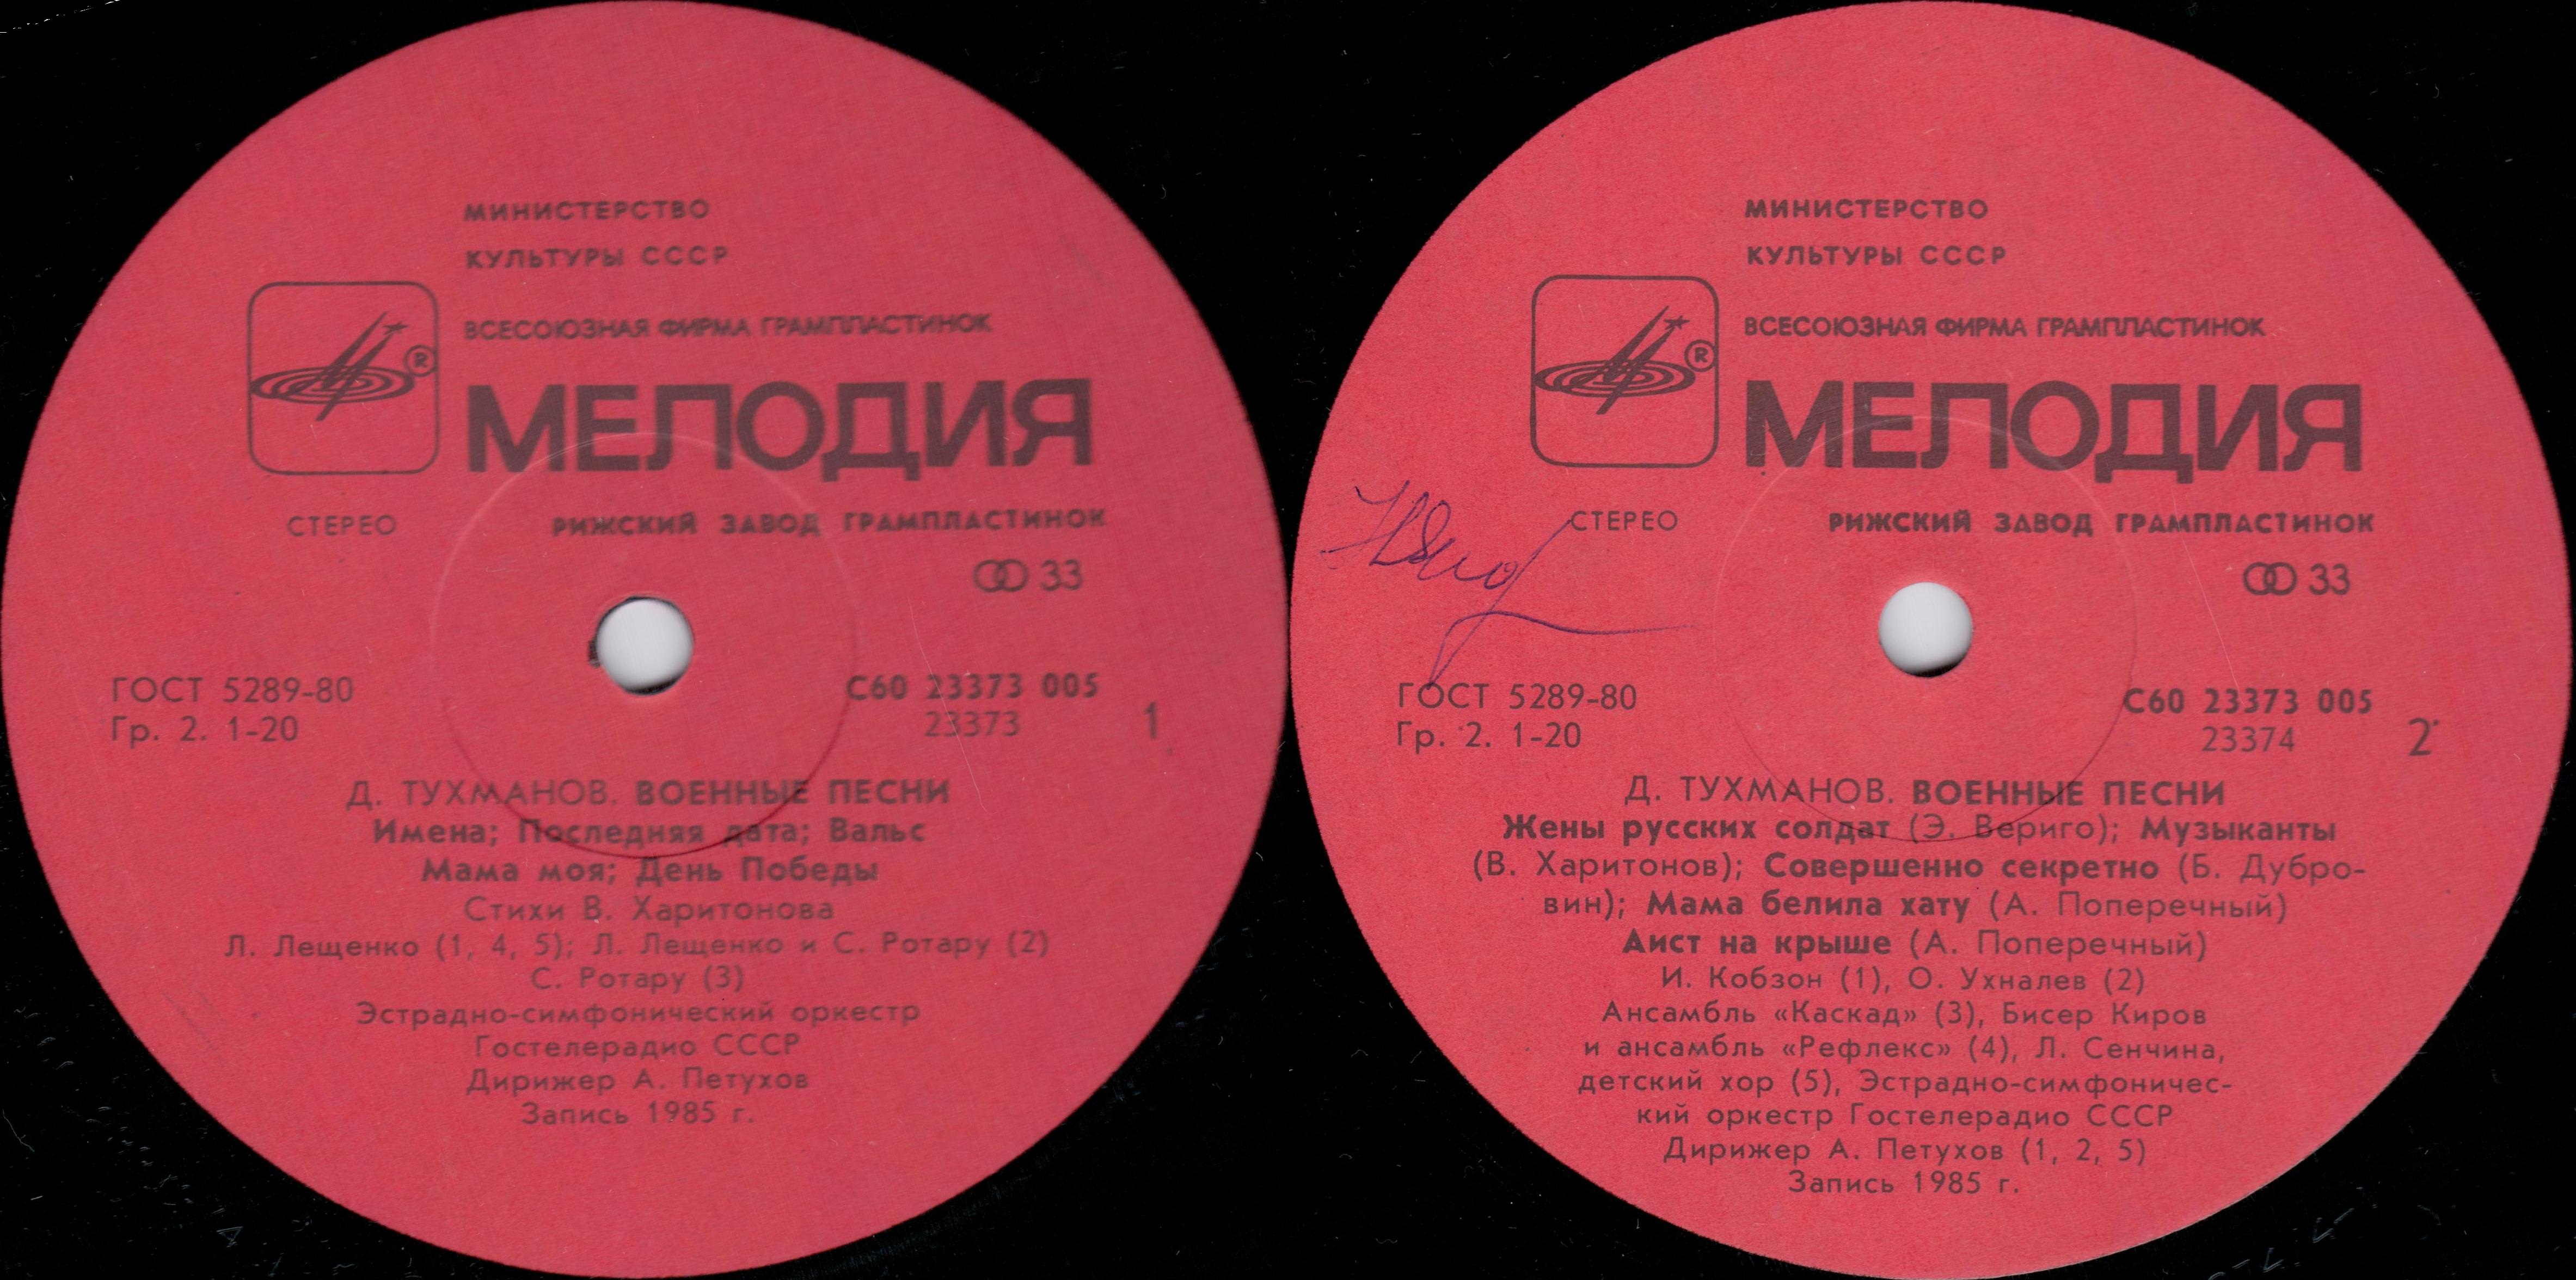 МИНИСТЕРСТВО
КУЛЬТУРЫ СССР
ВСЕСОЮЗНАЯ ФИРМА ГРАМПЛАСТИНОК
®
МЕЛОДИЯ
СТЕРЕО
РИЖСКИЙ ЗАВОД ГРАМПЛАСТИНОК
33
ГОСТ 5289-80
Гр. 2. 1-20
С60 23373 005
23373
1
Д. ТУХМАНОВ. ВОЕННЫЕ ПЕСНИ
Имена; Последняя дата; Вальс
Мама моя; День Победы
Стихи В. Харитонова
Л. Лещенко (1, 4, 5); Л. Лещенко и С. Ротару (2)
С. Ротару (3)
Эстрадно-симфонический оркестр
Гостелерадио СССР
Дирижер А. Петухов
Запись 1985 г.
МИНИСТЕРСТВО
КУЛЬТУРЫ СССР
ВСЕСОЮЗНАЯ ФИРМА ГРАМПЛАСТИНОК
®
МЕЛОДИЯ
СТЕРЕО
РИЖСКИЙ ЗАВОД ГРАМПЛАСТИНОК
33
ГОСТ 5289-80
Гр. 2. 1-20
С60 23373 005
23374
2
Д. ТУХМАНОВ. ВОЕННЫЕ ПЕСНИ
Жены русских солдат (Э. Вериго); Музыканты
(В. Харитонов); Совершенно секретно (Б. Дубро-
вин); Мама белила хату (А. Поперечный)
Аист на крыше (А. Поперечный)
И. Кобзон (1), О. Ухналев (2)
Ансамбль «Каскад» (3), Бисер Киров
и ансамбль «Рефлекс» (4), Л. Сенчина,
детский хор (5), Эстрадно-симфоничес-
кий оркестр Гостелерадио СССР
Дирижер А. Петухов (1, 2, 5)
Запись 1985 г.